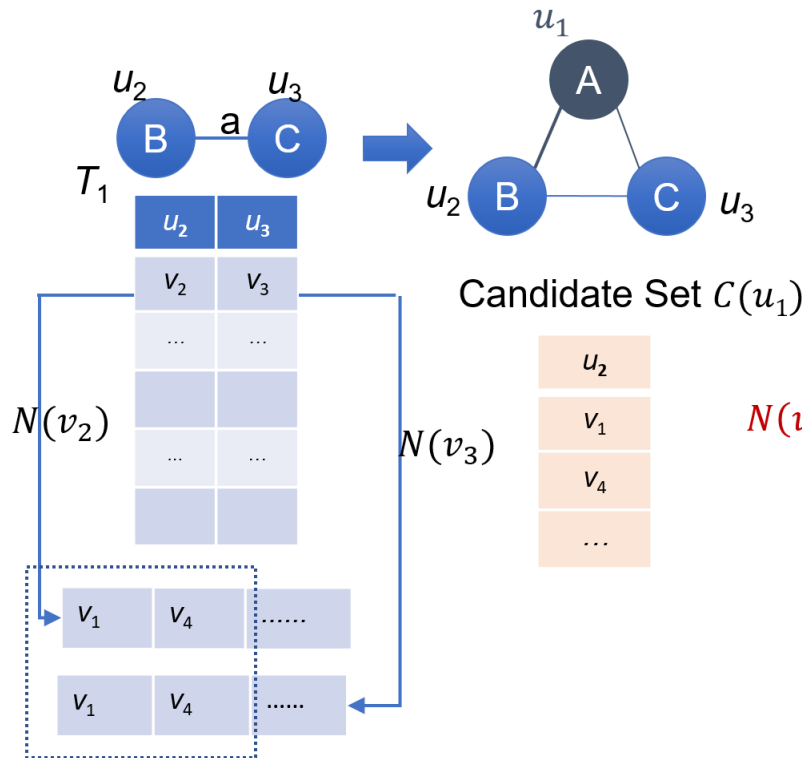 u₁
A
u₂ u₃
B a C
T₁
u₂ B C u₃
u₂ u₃
v₂ v₃
... ...
... ...
N(v₂)
N(v₃)
Candidate Set C(u₁)
u₂
v₁
v₄
...
N(v
v₁ v₄ ......
v₁ v₄ ......